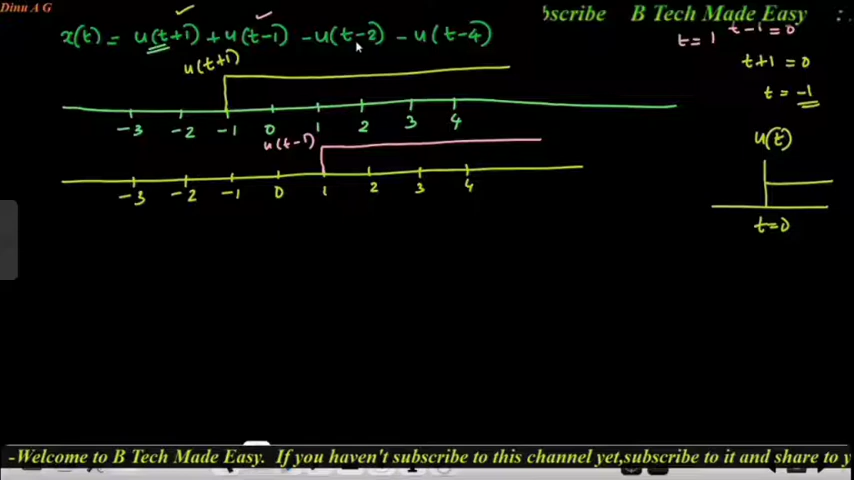 Dinu A G
bscribe B Tech Made Easy :
x(t) = u(t+1) + u(t-1) - u(t-2) - u(t-4)
t = 1 t-1=0
t+1 = 0
t = -1
u(t+1)
-3 -2 -1 0 1 2 3 4
u(t-1)
-3 -2 -1 0 1 2 3 4
u(t)
t=0
-Welcome to B Tech Made Easy. If you haven't subscribe to this channel yet,subscribe to it and share to y